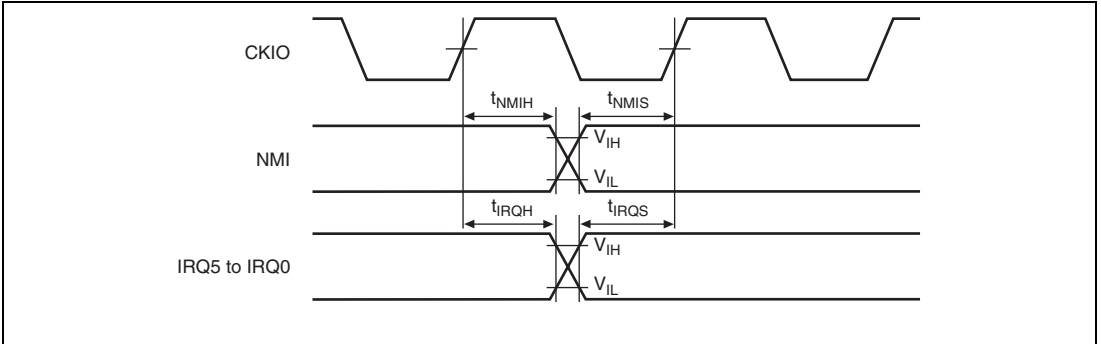 CKIO
tNMIH tNMIS
NMI
VIH
VIL
tIRQH tIRQS
IRQ5 to IRQ0
VIH
VIL